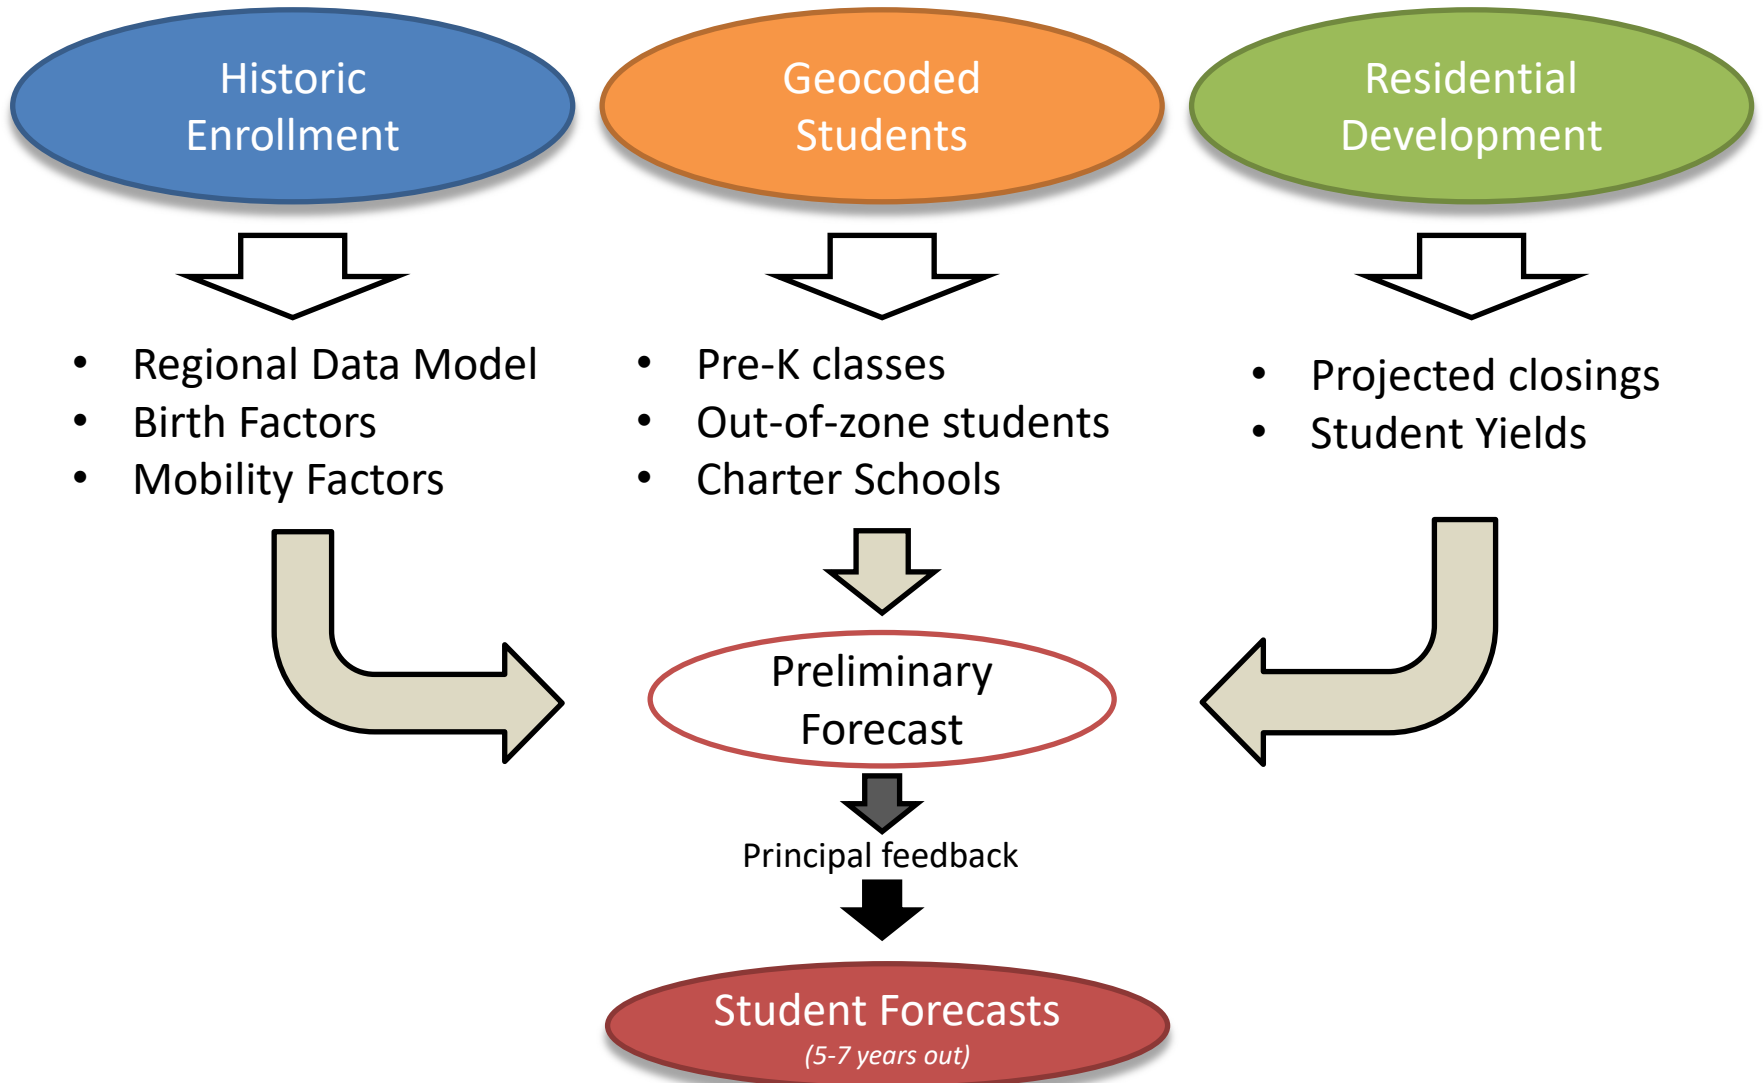 Historic
Enrollment
Geocoded
Students
Residential
Development
• Regional Data Model
• Birth Factors
• Mobility Factors
• Pre-K classes
• Out-of-zone students
• Charter Schools
• Projected closings
• Student Yields
Preliminary
Forecast
Principal feedback
Student Forecasts
(5-7 years out)